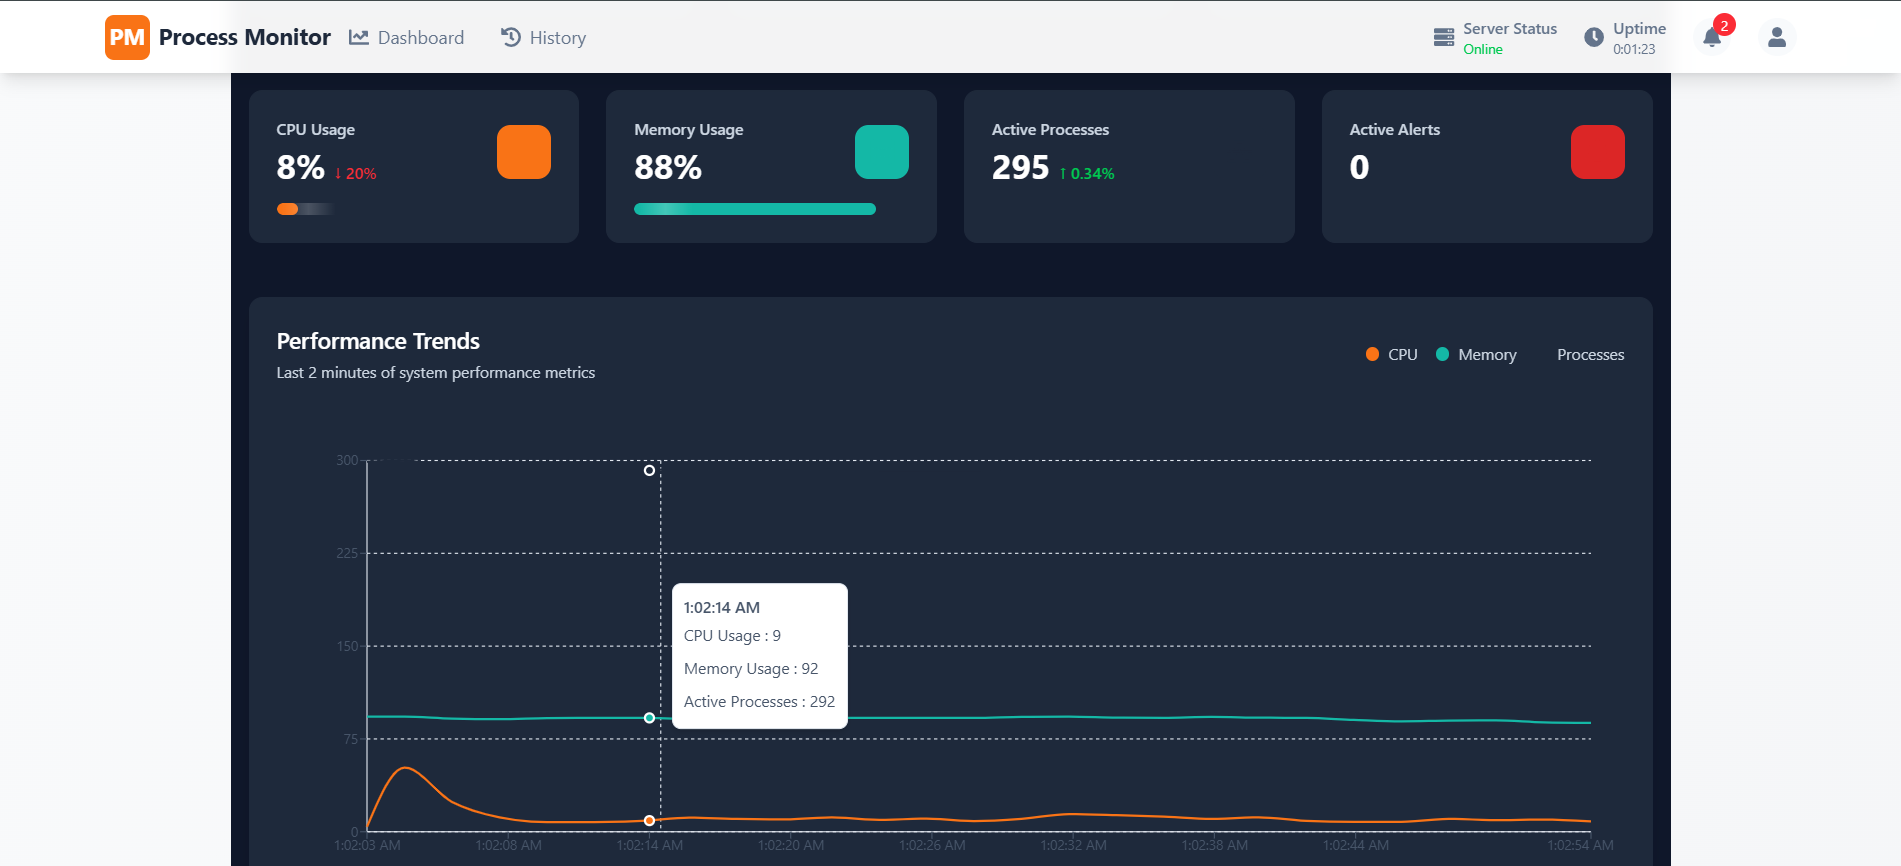 PM Process Monitor Dashboard History Server Status Uptime 2
Online 0:01:23
CPU Usage Memory Usage Active Processes Active Alerts
8% ↓ 20% 88% 295 ↑ 0.34% 0
Performance Trends
Last 2 minutes of system performance metrics
CPU Memory Processes
300
225
150
75
0
1:02:14 AM
CPU Usage : 9
Memory Usage : 92
Active Processes : 292
1:02:03 AM 1:02:08 AM 1:02:14 AM 1:02:20 AM 1:02:26 AM 1:02:32 AM 1:02:38 AM 1:02:44 AM 1:02:54 AM